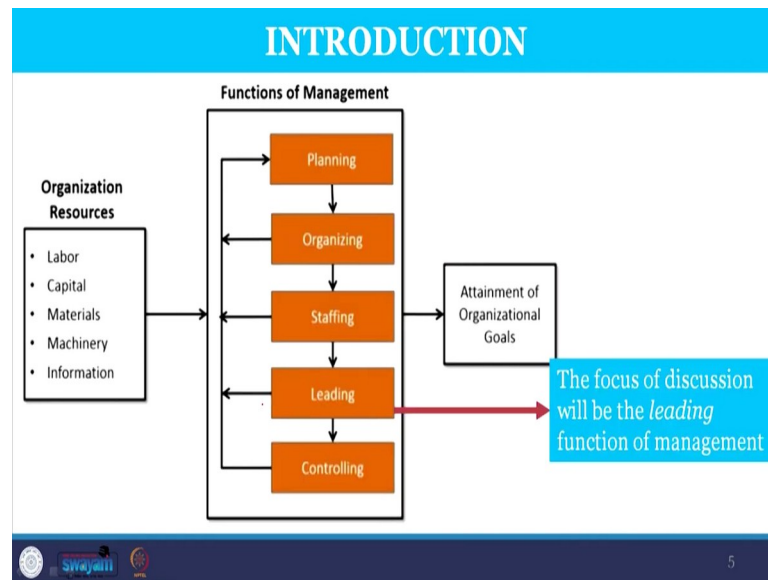 INTRODUCTION
Functions of Management
Organization
Resources
• Labor
• Capital
• Materials
• Machinery
• Information
Planning
Organizing
Staffing
Leading
Controlling
Attainment of
Organizational
Goals
The focus of discussion
will be the leading
function of management
swayam
5